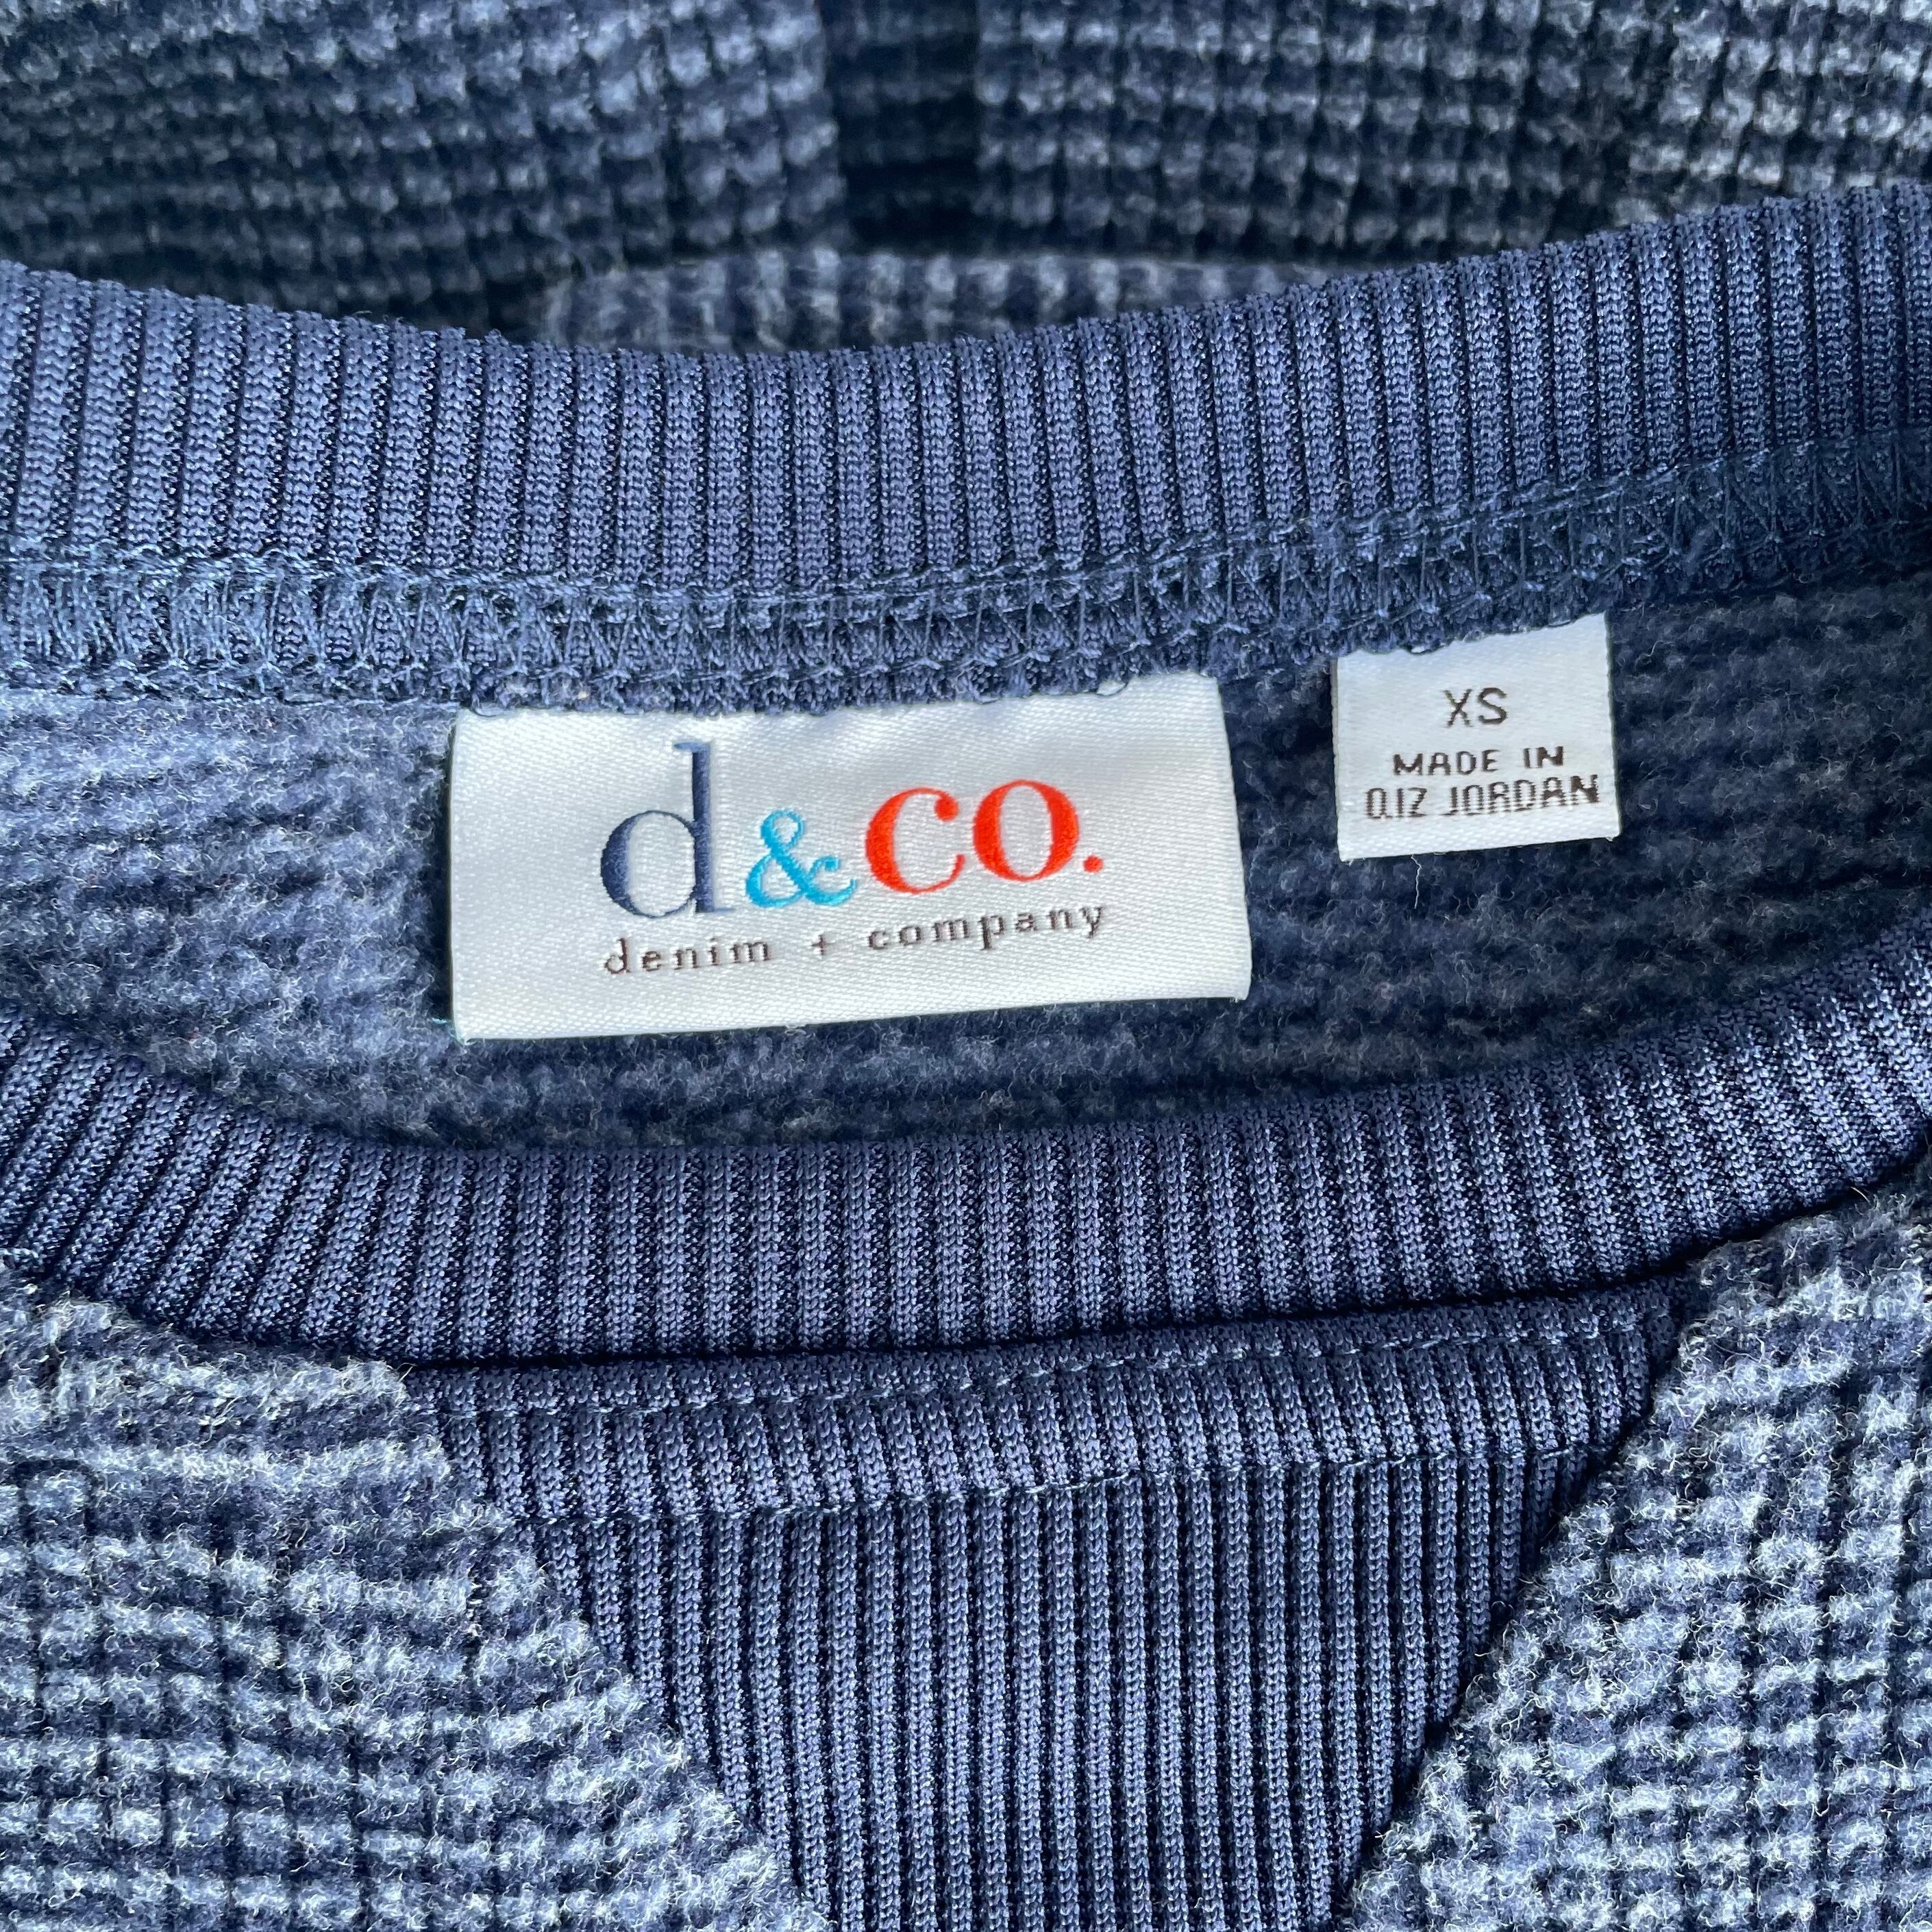 d&co.
denim + company
XS
MADE IN
QIZ JORDAN